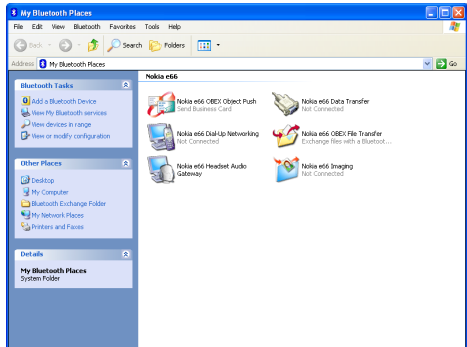 My Bluetooth Places
File Edit View Bluetooth Favorites Tools Help
Back Search Folders
Address My Bluetooth Places Go
Bluetooth Tasks
Add a Bluetooth Device
View My Bluetooth services
View devices in range
View or modify configuration
Other Places
Desktop
My Computer
Bluetooth Exchange Folder
My Network Places
Printers and Faxes
Details
My Bluetooth Places
System Folder
Nokia e66
Nokia e66 OBEX Object Push
Send Business Card
Nokia e66 Data Transfer
Not Connected
Nokia e66 Dial-Up Networking
Not Connected
Nokia e66 OBEX File Transfer
Exchange files with a Bluetoot...
Nokia e66 Headset Audio
Gateway
Nokia e66 Imaging
Not Connected